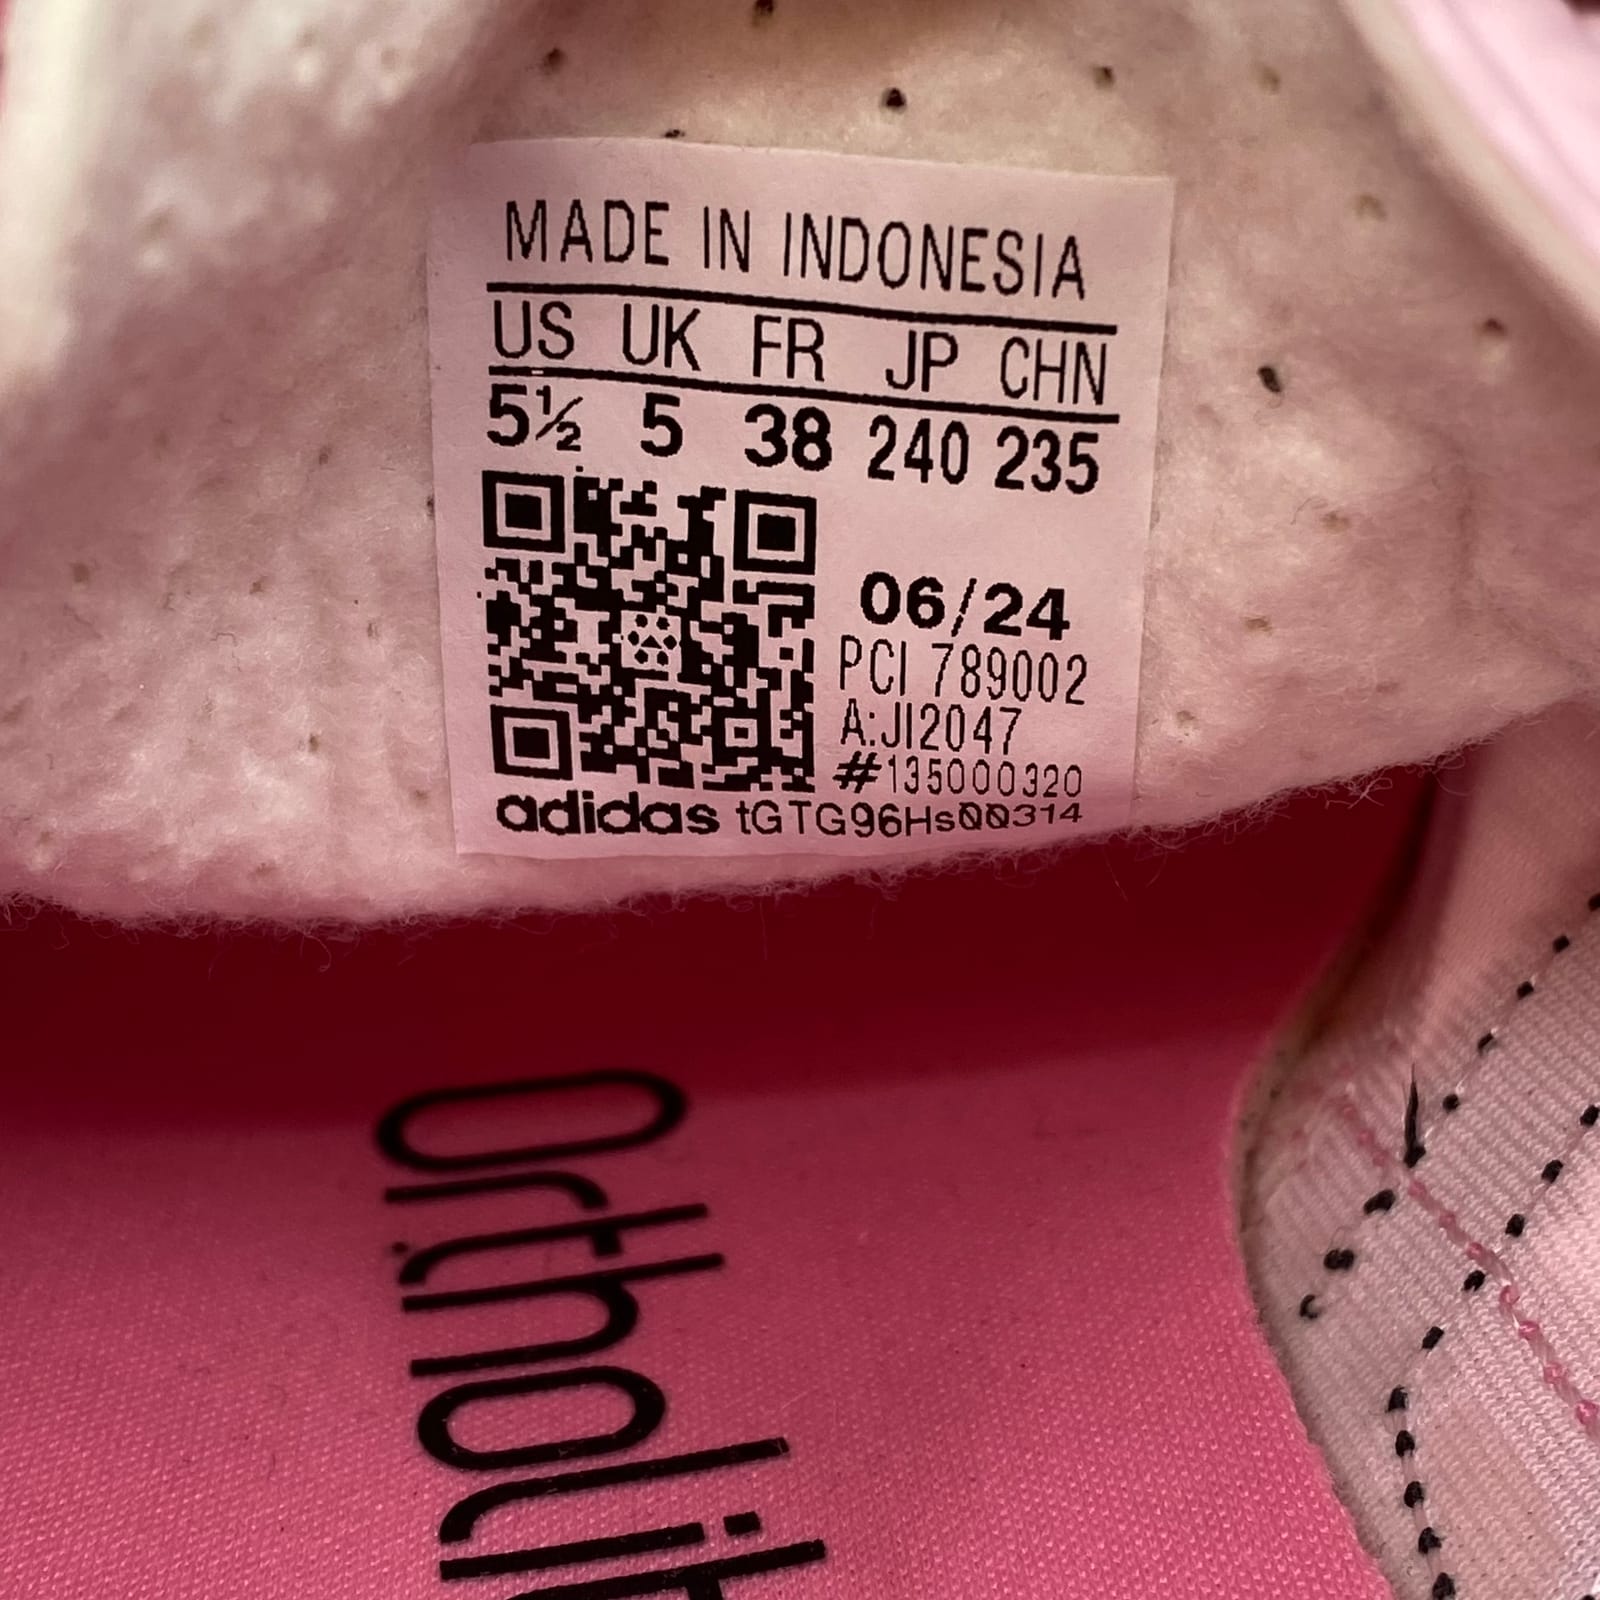 MADE IN INDONESIA
US UK FR JP CHN
5½ 5 38 240 235
06/24
PCI 789002
A:JI2047
#135000320
adidas tGTG96Hs00314
Ortholit